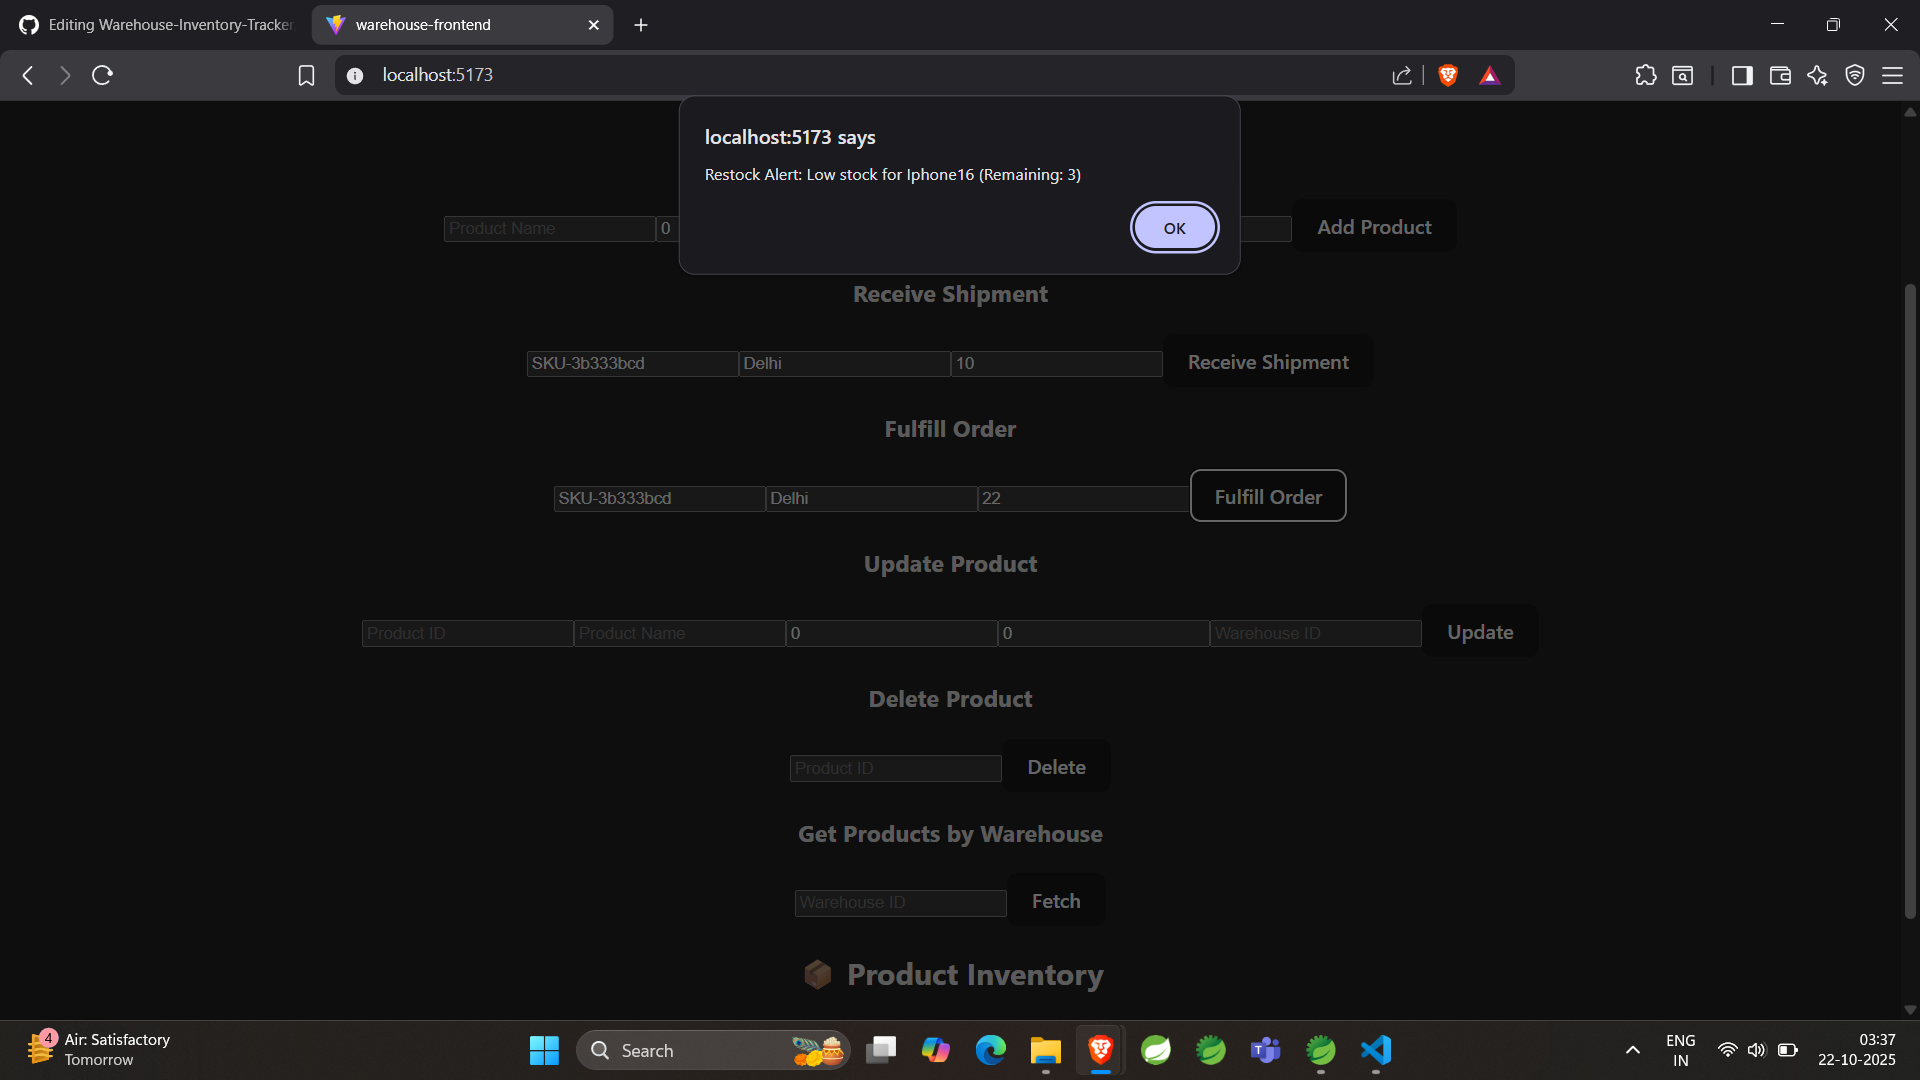 Editing Warehouse-Inventory-Tracker
warehouse-frontend
localhost:5173
localhost:5173 says
Restock Alert: Low stock for Iphone16 (Remaining: 3)
OK
Product Name 0 Add Product
Receive Shipment
SKU-3b333bcd Delhi 10 Receive Shipment
Fulfill Order
SKU-3b333bcd Delhi 22 Fulfill Order
Update Product
Product ID Product Name 0 0 Warehouse ID Update
Delete Product
Product ID Delete
Get Products by Warehouse
Warehouse ID Fetch
📦 Product Inventory
4 Air: Satisfactory
Tomorrow
Search
ENG
IN
03:37
22-10-2025